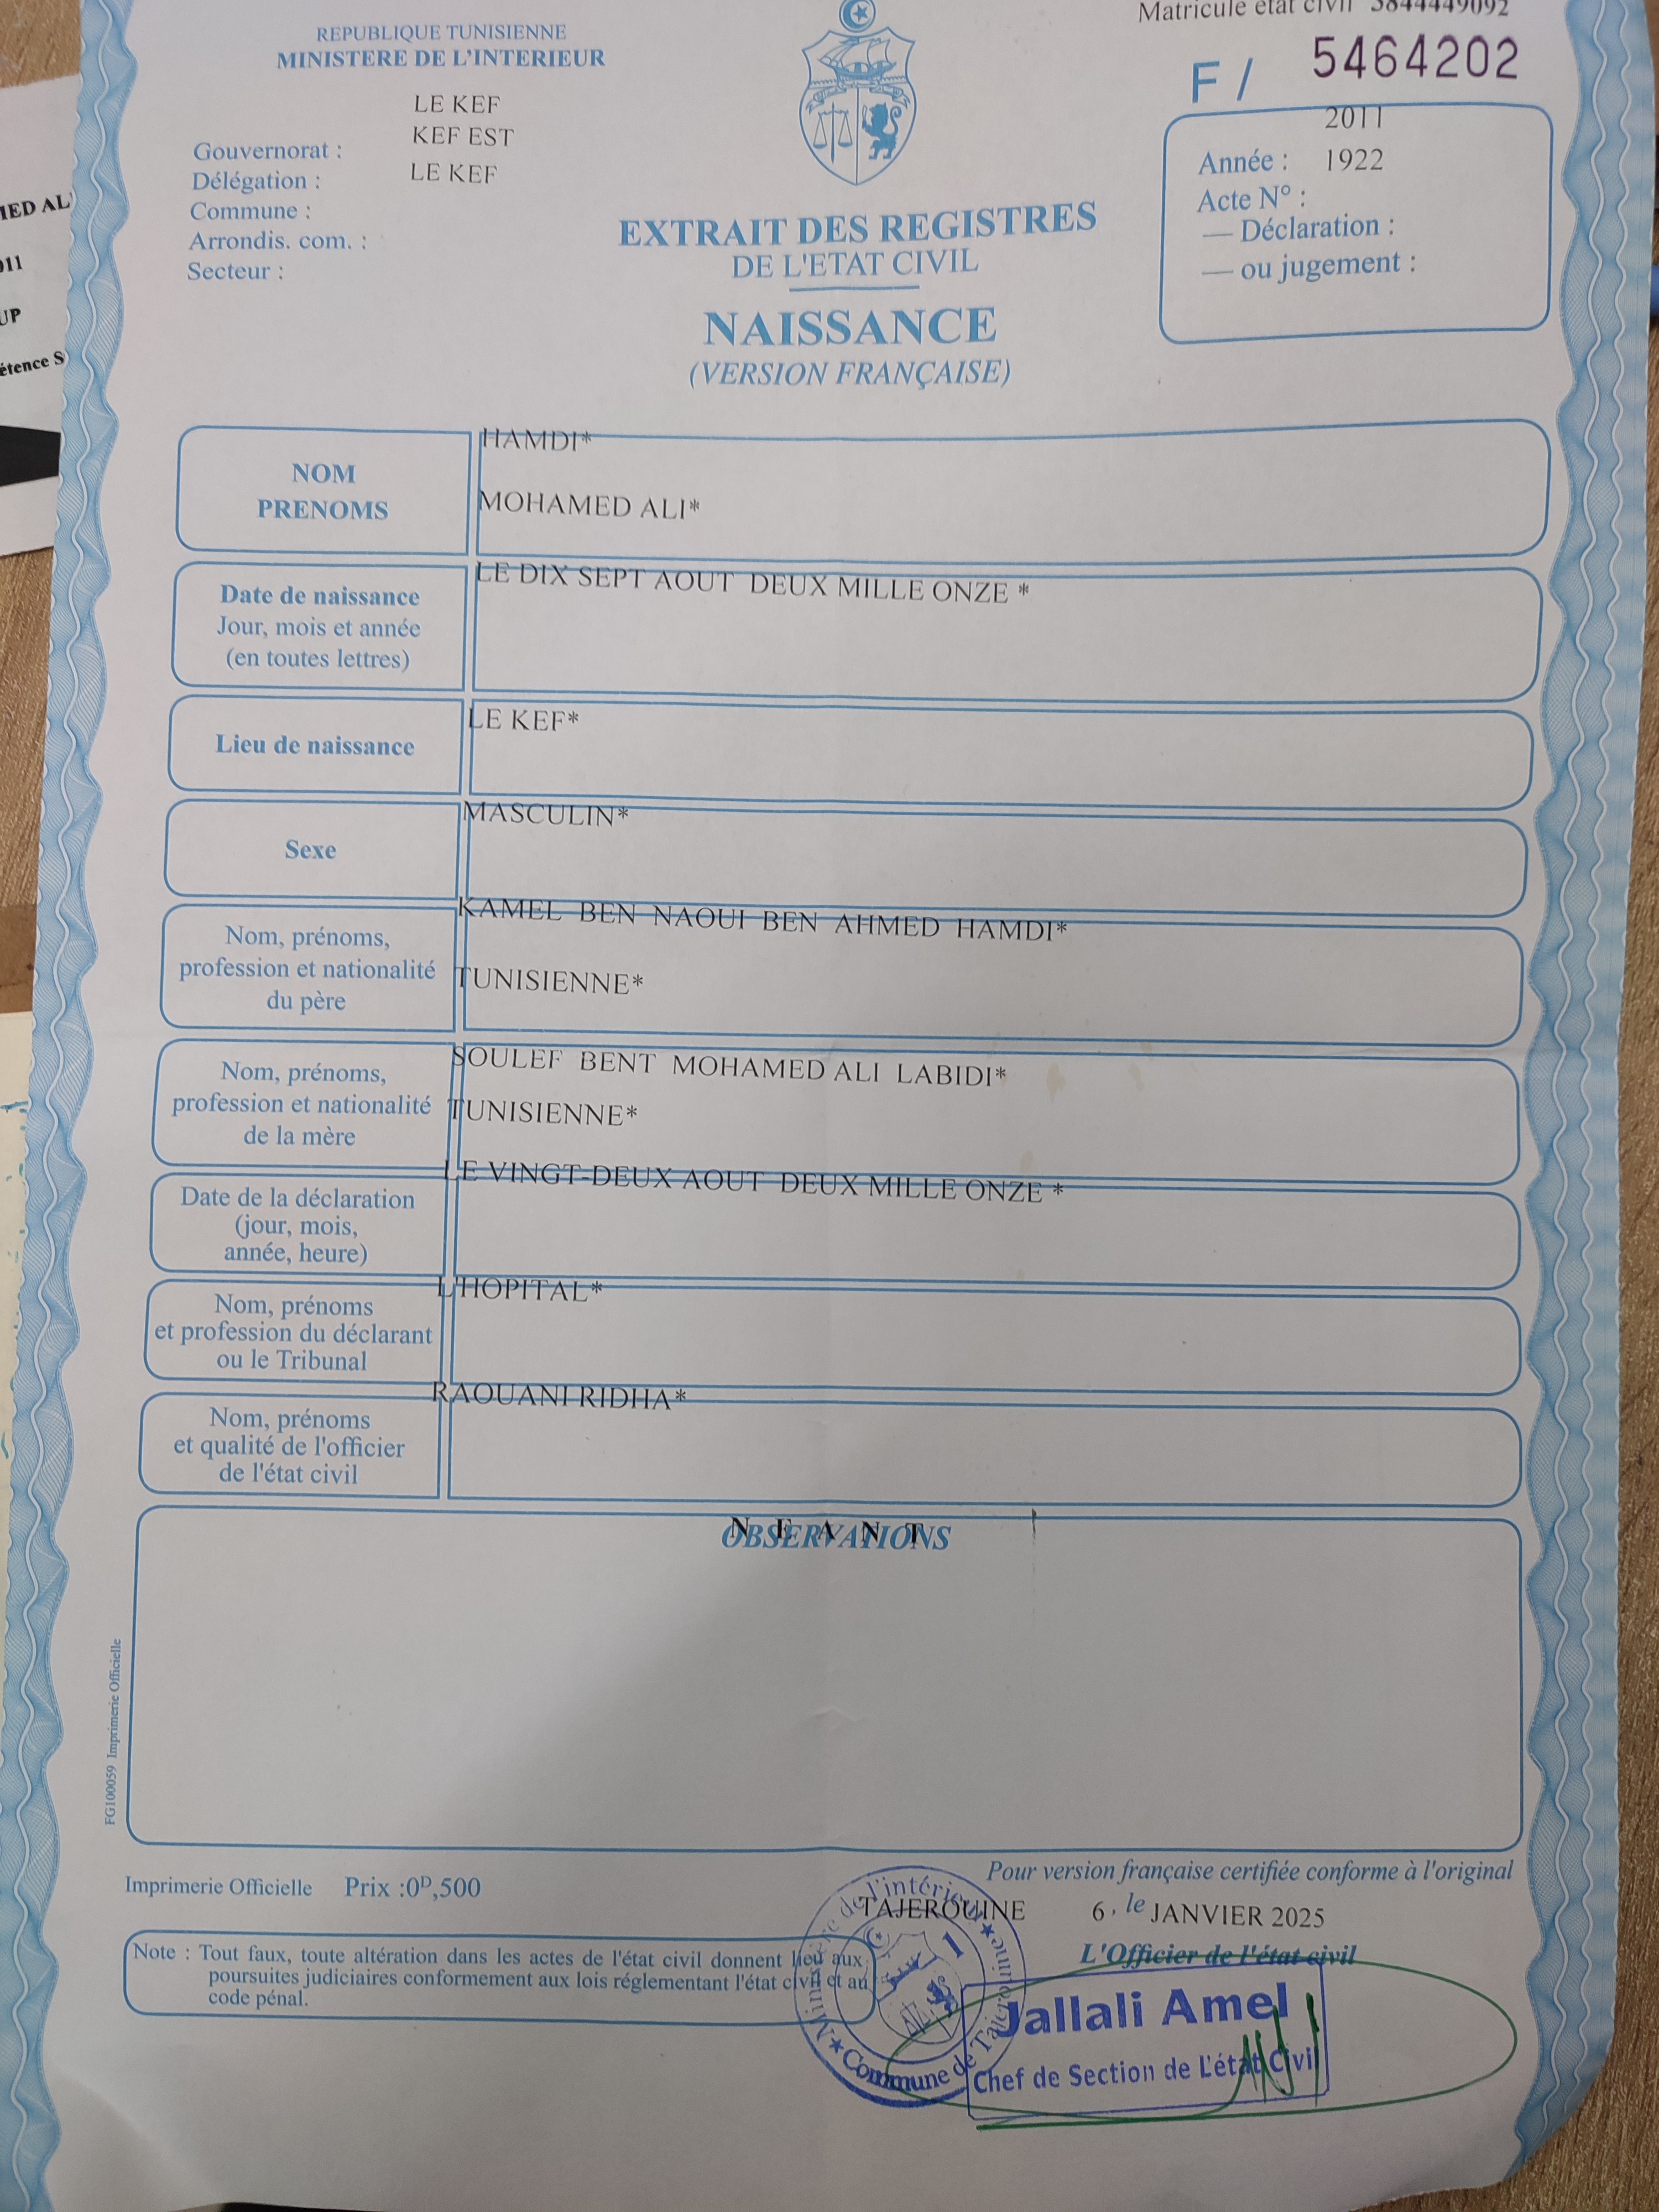 Matricule état civil 3844449092
REPUBLIQUE TUNISIENNE
MINISTERE DE L'INTERIEUR
F / 5464202
LE KEF
KEF EST
LE KEF
Gouvernorat :
Délégation :
Commune :
Arrondis. com. :
Secteur :
2011
Année : 1922
Acte N° :
— Déclaration :
— ou jugement :
EXTRAIT DES REGISTRES
DE L'ETAT CIVIL
NAISSANCE
(VERSION FRANÇAISE)
IED AL
011
UP
étence S
NOM
PRENOMS
HAMDI*
MOHAMED ALI*
Date de naissance
Jour, mois et année
(en toutes lettres)
LE DIX SEPT AOUT DEUX MILLE ONZE *
Lieu de naissance
LE KEF*
Sexe
MASCULIN*
Nom, prénoms,
profession et nationalité
du père
KAMEL BEN NAOUI BEN AHMED HAMDI*
TUNISIENNE*
Nom, prénoms,
profession et nationalité
de la mère
SOULEF BENT MOHAMED ALI LABIDI*
TUNISIENNE*
Date de la déclaration
(jour, mois,
année, heure)
LE VINGT-DEUX AOUT DEUX MILLE ONZE *
Nom, prénoms
et profession du déclarant
ou le Tribunal
L'HOPITAL*
Nom, prénoms
et qualité de l'officier
de l'état civil
RAOUANI RIDHA*
OBSERVATIONS
N E A N T
FG100059 Imprimerie Officielle
Imprimerie Officielle Prix :0ᴰ,500
Pour version française certifiée conforme à l'original
TAJEROUINE 6, le JANVIER 2025
L'Officier de l'état civil
Note : Tout faux, toute altération dans les actes de l'état civil donnent lieu aux
poursuites judiciaires conformement aux lois réglementant l'état civil et au
code pénal.
Ministère de l'intérieur
1
Commune de Tajerouine
Jallali Amel
Chef de Section de L'état Civil